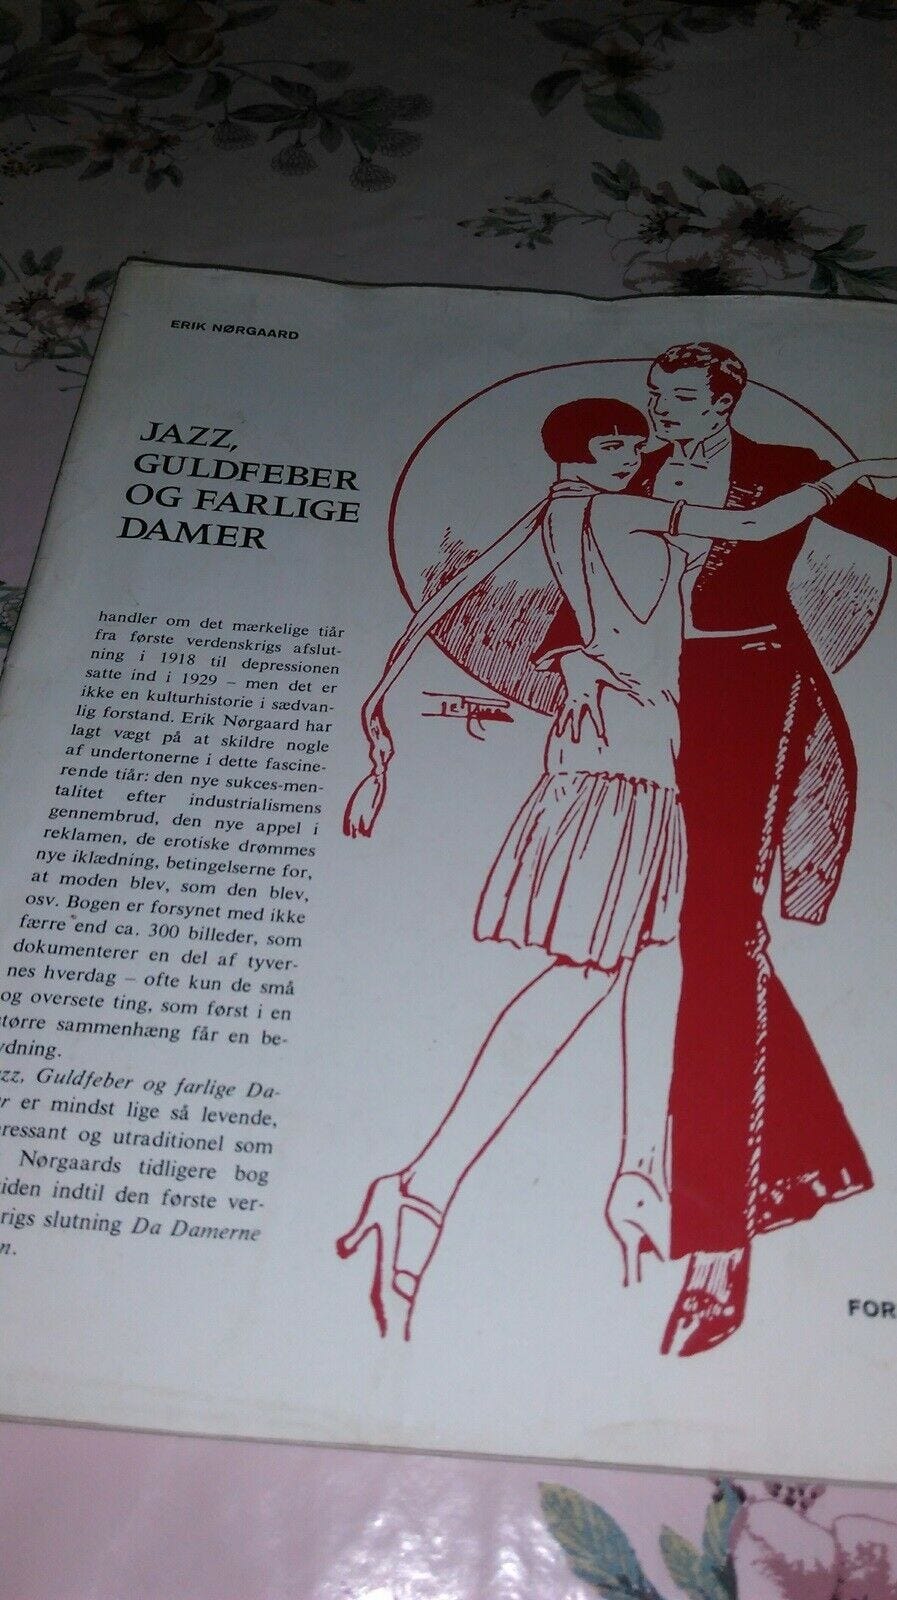 ERIK NØRGAARD
JAZZ,
GULDFEBER
OG FARLIGE
DAMER
handler om det mærkelige tiår
fra første verdenskrigs afslut-
ning i 1918 til depressionen
satte ind i 1929 – men det er
ikke en kulturhistorie i sædvan-
lig forstand. Erik Nørgaard har
lagt vægt på at skildre nogle
af undertonerne i dette fascine-
rende tiår: den nye sukces-men-
talitet efter industrialismens
gennembrud, den nye appel i
reklamen, de erotiske drømmes
nye iklædning, betingelserne for,
at moden blev, som den blev,
osv. Bogen er forsynet med ikke
færre end ca. 300 billeder, som
dokumenterer en del af tyver-
nes hverdag – ofte kun de små
og oversete ting, som først i en
større sammenhæng får en be-
ydning.
zz, Guldfeber og farlige Da-
r er mindst lige så levende,
ressant og utraditionel som
Nørgaards tidligere bog
iden indtil den første ver-
rigs slutning Da Damerne
n.
FOR